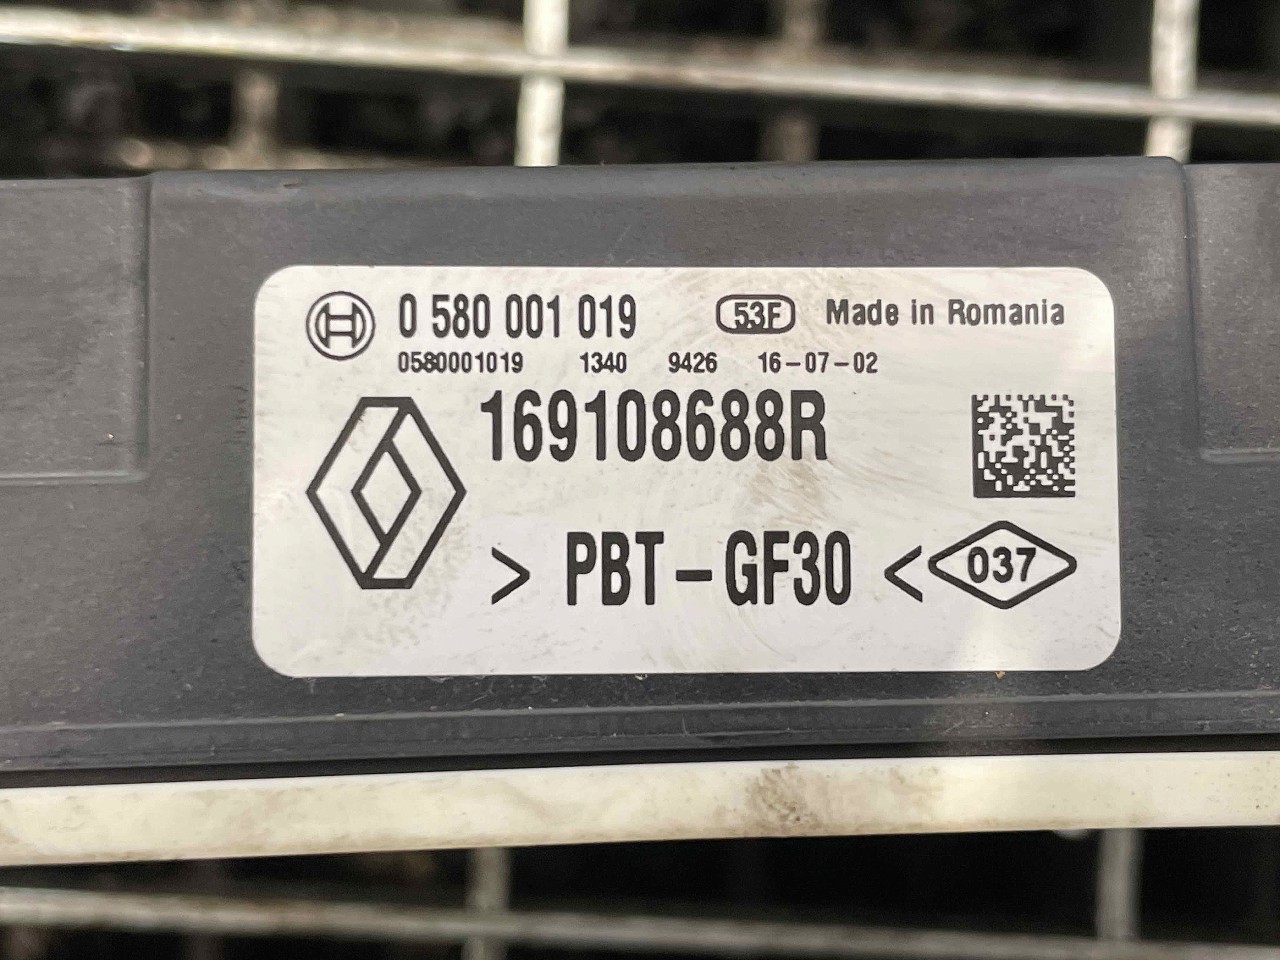 0 580 001 019 53F Made in Romania
0580001019 1340 9426 16-07-02
169108688R
> PBT-GF30 < 037